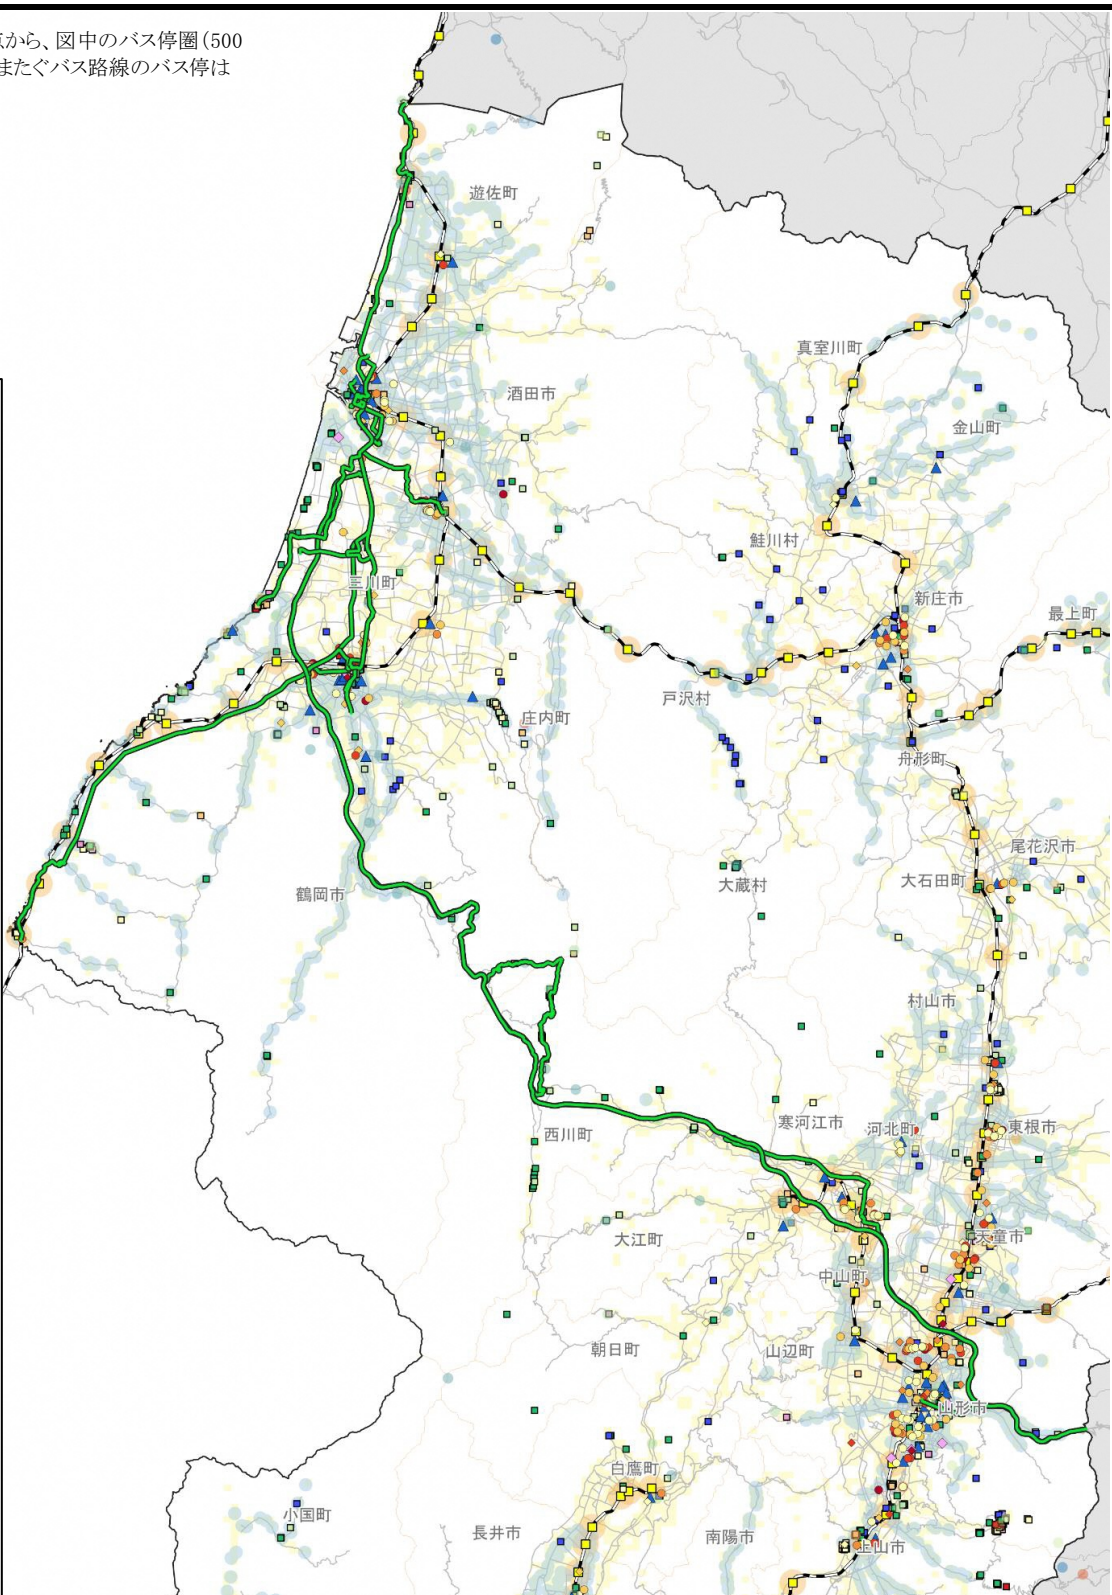 から、図中のバス停圏(500
またぐバス路線のバス停は
遊佐町
真室川町
酒田市
金山町
鮭川村
三川町
新庄市
最上町
戸沢村
庄内町
舟形町
尾花沢市
大石田町
大蔵村
鶴岡市
村山市
寒河江市
河北町
東根市
西川町
大江町
天童市
中山町
朝日町
山辺町
山形市
白鷹町
小国町
長井市
南陽市
上山市